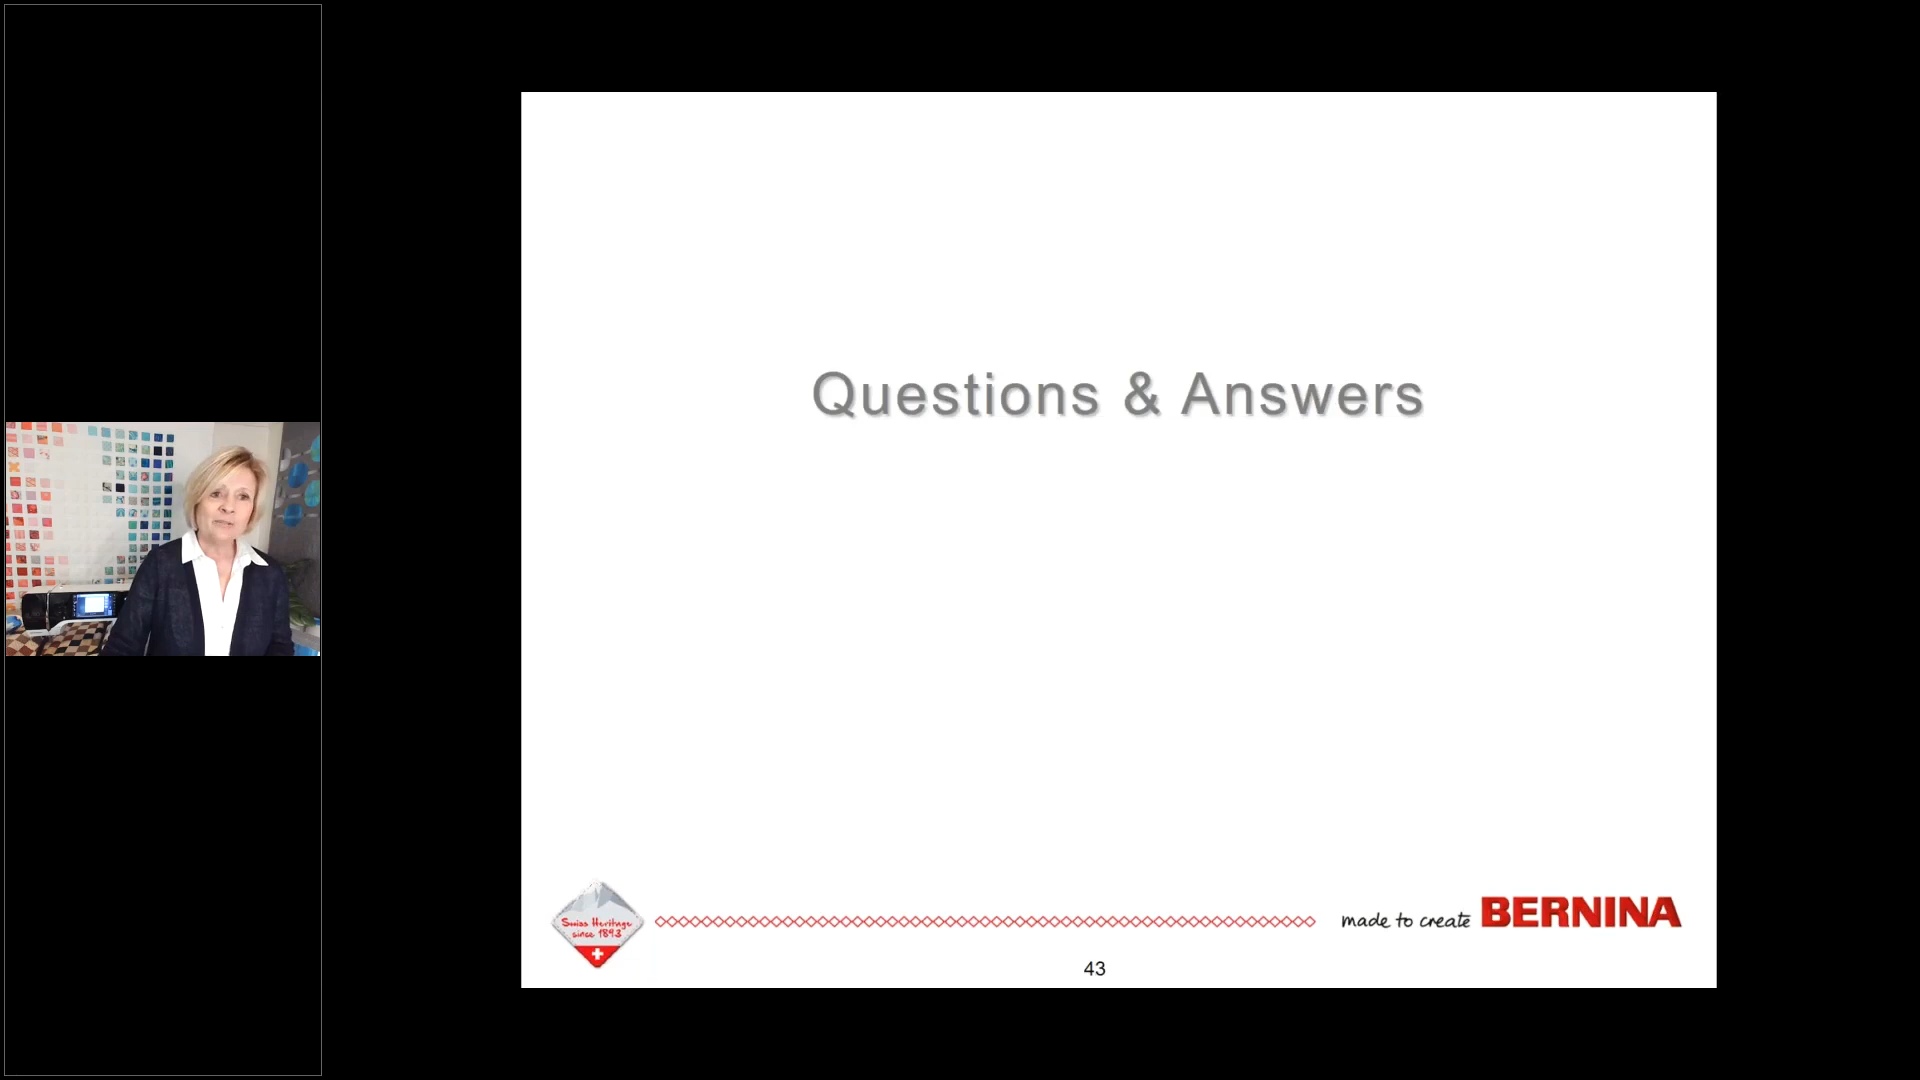 Questions & Answers
Swiss Heritage
since 1893
made to create BERNINA
43